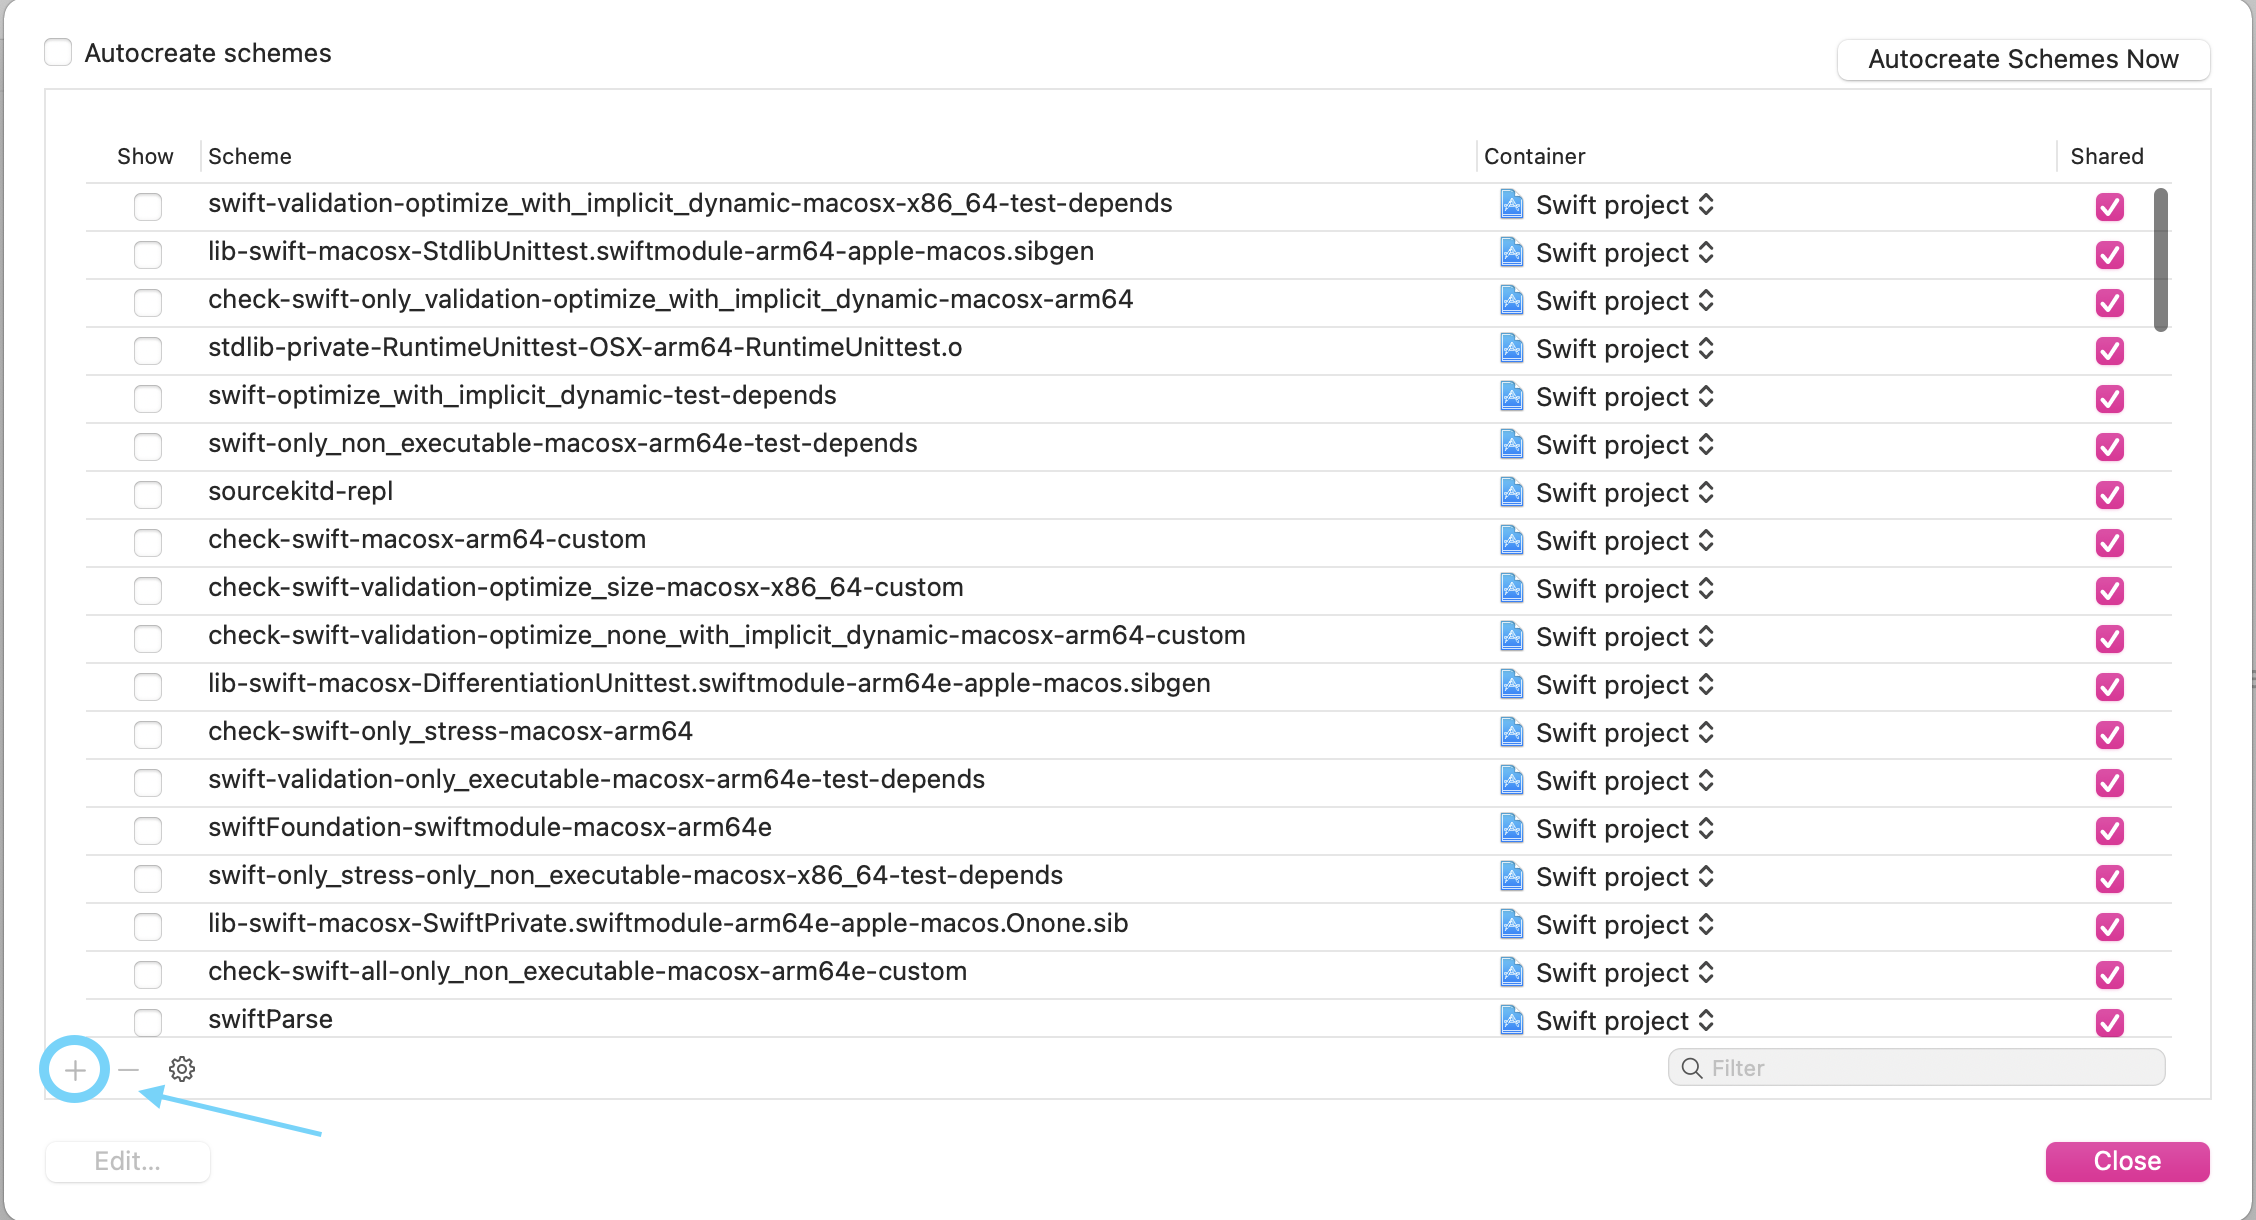 Autocreate schemes
Autocreate Schemes Now
Show Scheme Container Shared
swift-validation-optimize_with_implicit_dynamic-macosx-x86_64-test-depends Swift project
lib-swift-macosx-StdlibUnittest.swiftmodule-arm64-apple-macos.sibgen Swift project
check-swift-only_validation-optimize_with_implicit_dynamic-macosx-arm64 Swift project
stdlib-private-RuntimeUnittest-OSX-arm64-RuntimeUnittest.o Swift project
swift-optimize_with_implicit_dynamic-test-depends Swift project
swift-only_non_executable-macosx-arm64e-test-depends Swift project
sourcekitd-repl Swift project
check-swift-macosx-arm64-custom Swift project
check-swift-validation-optimize_size-macosx-x86_64-custom Swift project
check-swift-validation-optimize_none_with_implicit_dynamic-macosx-arm64-custom Swift project
lib-swift-macosx-DifferentiationUnittest.swiftmodule-arm64e-apple-macos.sibgen Swift project
check-swift-only_stress-macosx-arm64 Swift project
swift-validation-only_executable-macosx-arm64e-test-depends Swift project
swiftFoundation-swiftmodule-macosx-arm64e Swift project
swift-only_stress-only_non_executable-macosx-x86_64-test-depends Swift project
lib-swift-macosx-SwiftPrivate.swiftmodule-arm64e-apple-macos.Onone.sib Swift project
check-swift-all-only_non_executable-macosx-arm64e-custom Swift project
swiftParse Swift project
Filter
Edit...
Close